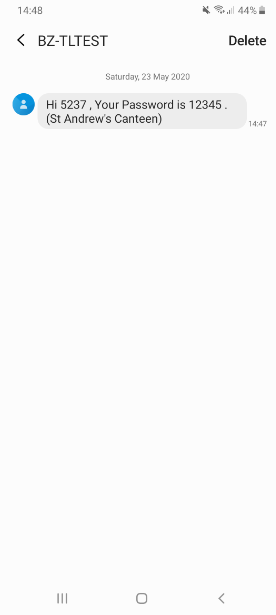 14:48
44%
BZ-TLTEST
Delete
Saturday, 23 May 2020
Hi 5237 , Your Password is 12345 .
(St Andrew's Canteen)
14:47